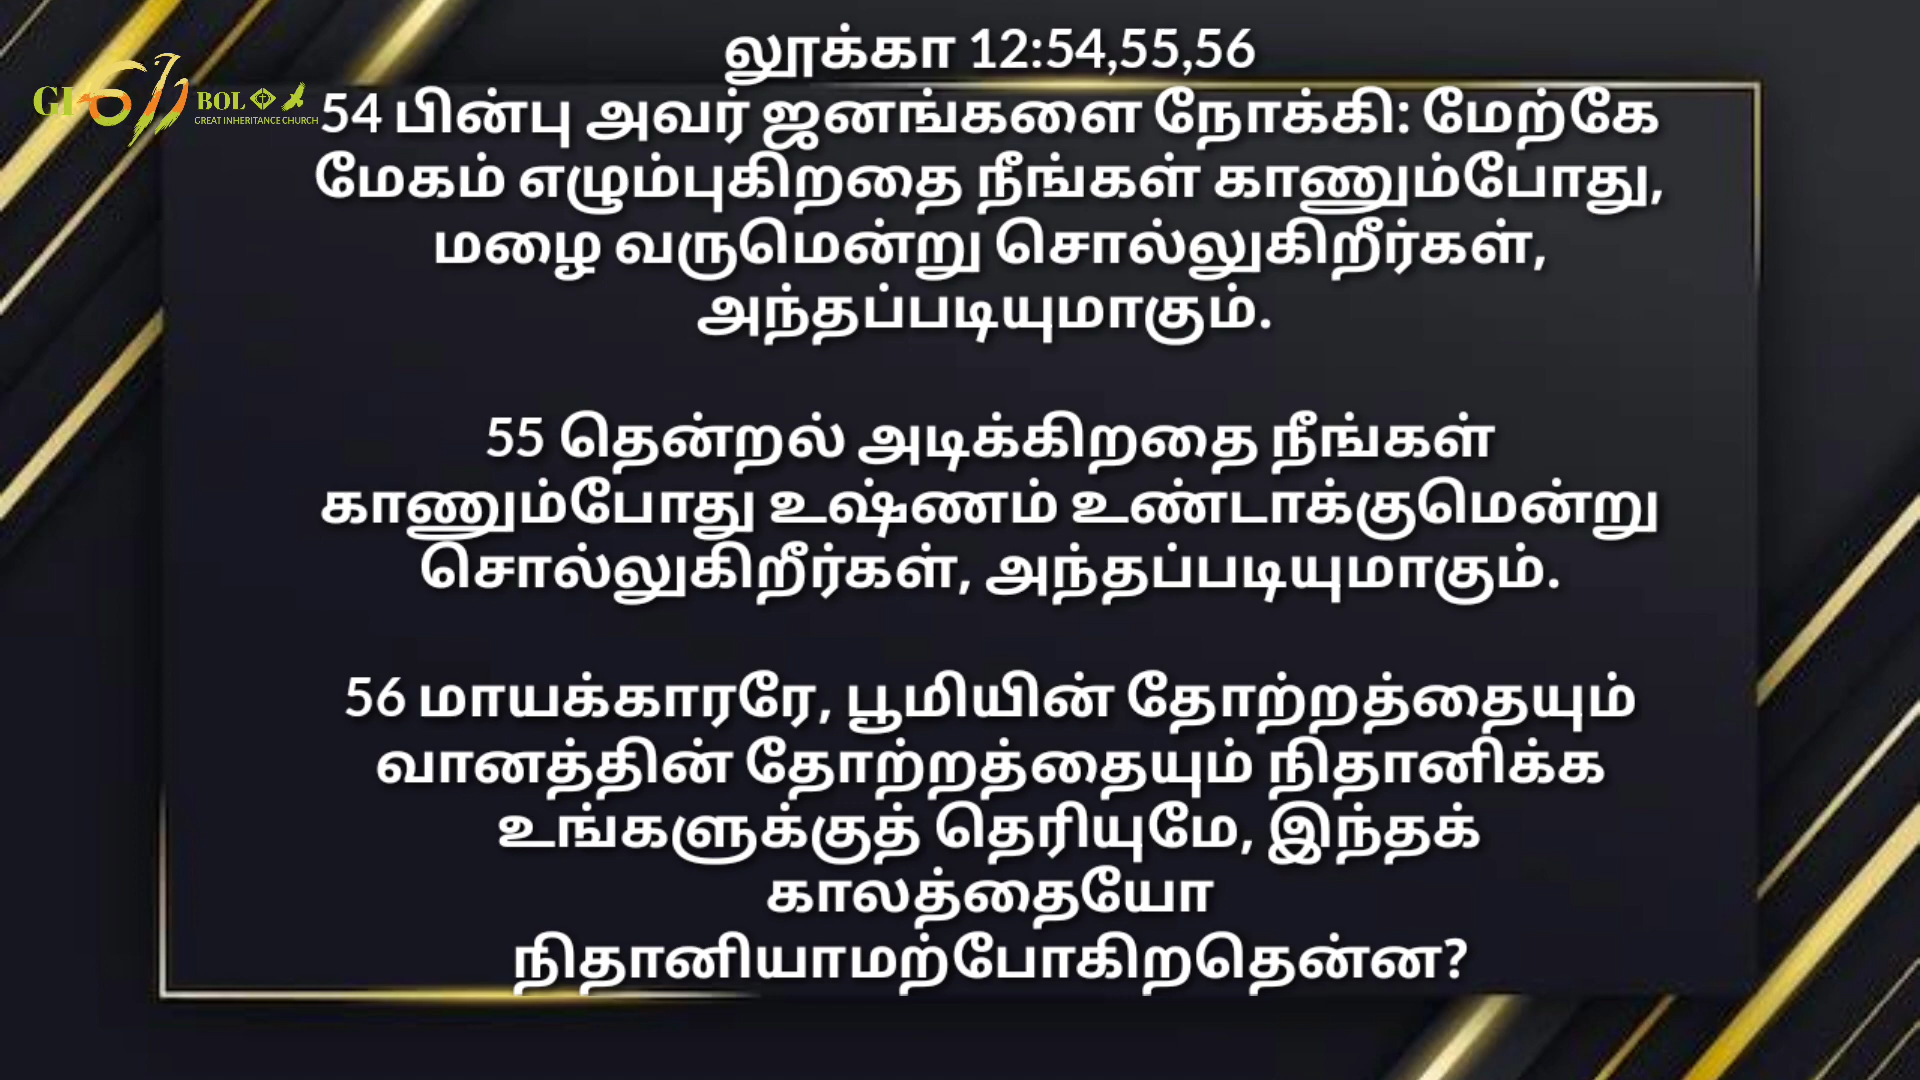 லூக்கா 12:54,55,56
GI 611 BOL
GREAT INHERITANCE CHURCH
54 பின்பு அவர் ஜனங்களை நோக்கி: மேற்கே
மேகம் எழும்புகிறதை நீங்கள் காணும்போது,
மழை வருமென்று சொல்லுகிறீர்கள்,
அந்தப்படியுமாகும்.
55 தென்றல் அடிக்கிறதை நீங்கள்
காணும்போது உஷ்ணம் உண்டாக்குமென்று
சொல்லுகிறீர்கள், அந்தப்படியுமாகும்.
56 மாயக்காரரே, பூமியின் தோற்றத்தையும்
வானத்தின் தோற்றத்தையும் நிதானிக்க
உங்களுக்குத் தெரியுமே, இந்தக்
காலத்தையோ
நிதானியாமற்போகிறதென்ன?